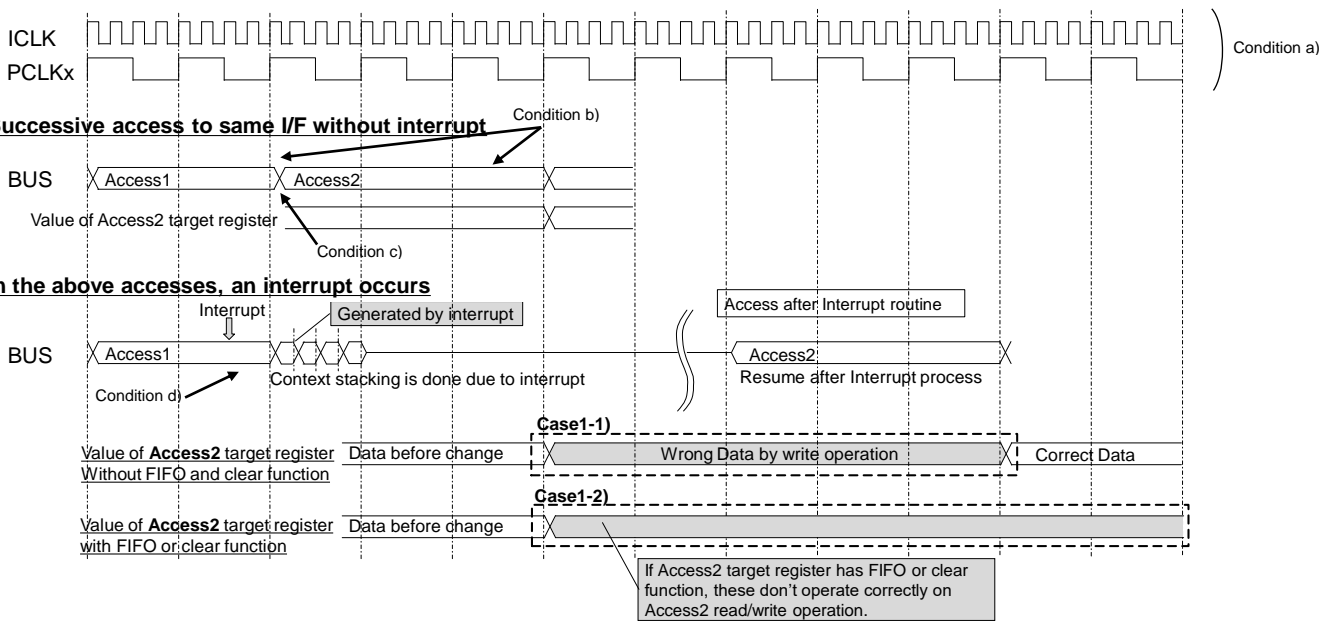 ICLK
Condition a)
PCLKx
Successive access to same I/F without interrupt
Condition b)
BUS
Access1
Access2
Value of Access2 target register
Condition c)
n the above accesses, an interrupt occurs
Interrupt
Generated by interrupt
Access after Interrupt routine
BUS
Access1
Access2
Context stacking is done due to interrupt
Resume after Interrupt process
Condition d)
Case1-1)
Value of Access2 target register
Without FIFO and clear function
Data before change
Wrong Data by write operation
Correct Data
Case1-2)
Value of Access2 target register
with FIFO or clear function
Data before change
If Access2 target register has FIFO or clear
function, these don't operate correctly on
Access2 read/write operation.